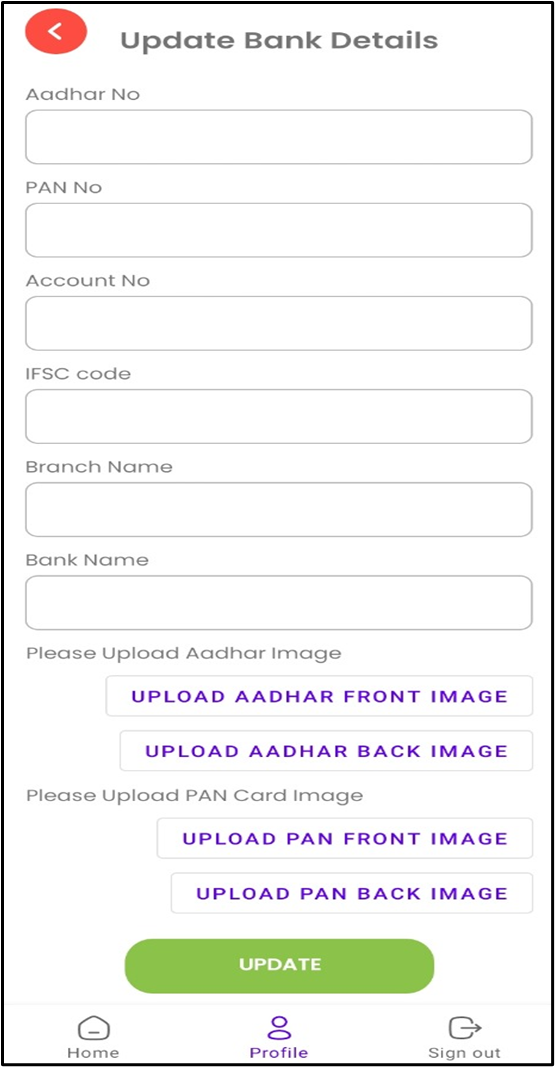 Update Bank Details
Aadhar No
PAN No
Account No
IFSC code
Branch Name
Bank Name
Please Upload Aadhar Image
UPLOAD AADHAR FRONT IMAGE
UPLOAD AADHAR BACK IMAGE
Please Upload PAN Card Image
UPLOAD PAN FRONT IMAGE
UPLOAD PAN BACK IMAGE
UPDATE
Home Profile Sign out